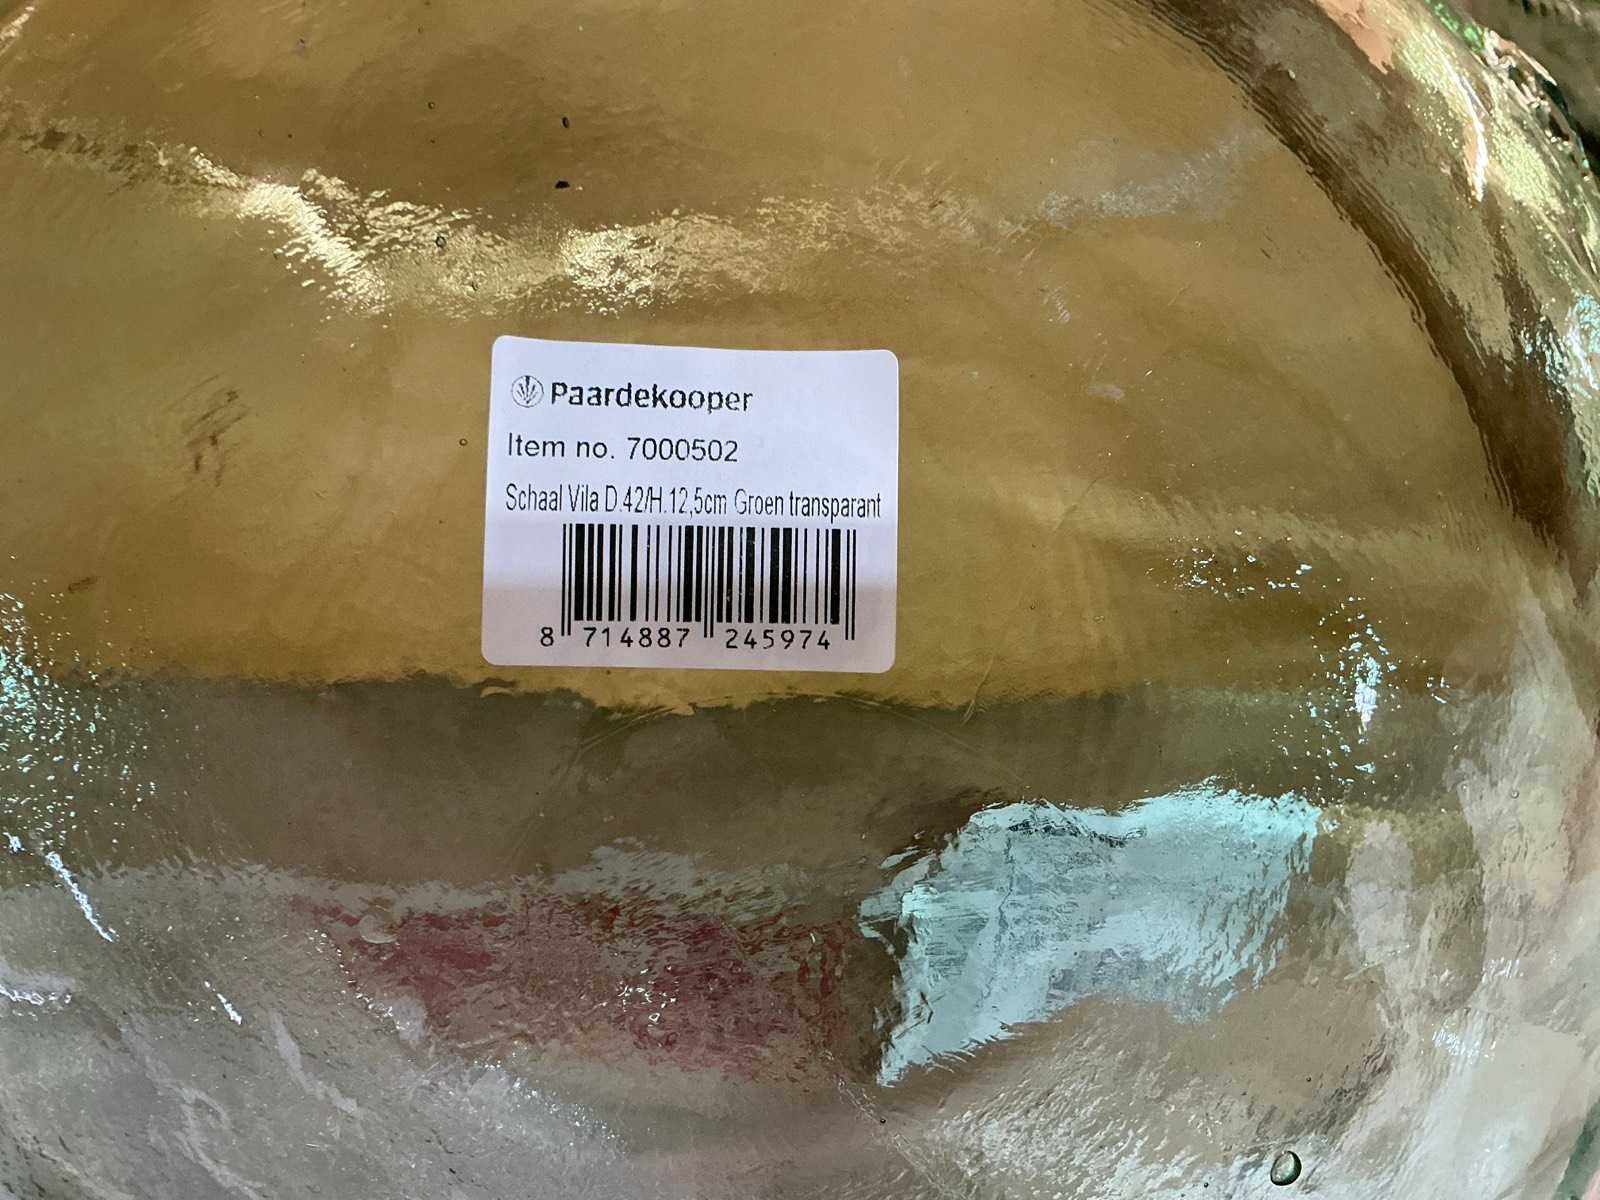 Paardekooper
Item no. 7000502
Schaal Vila D.42/H.12,5cm Groen transparant
8 714887 245974